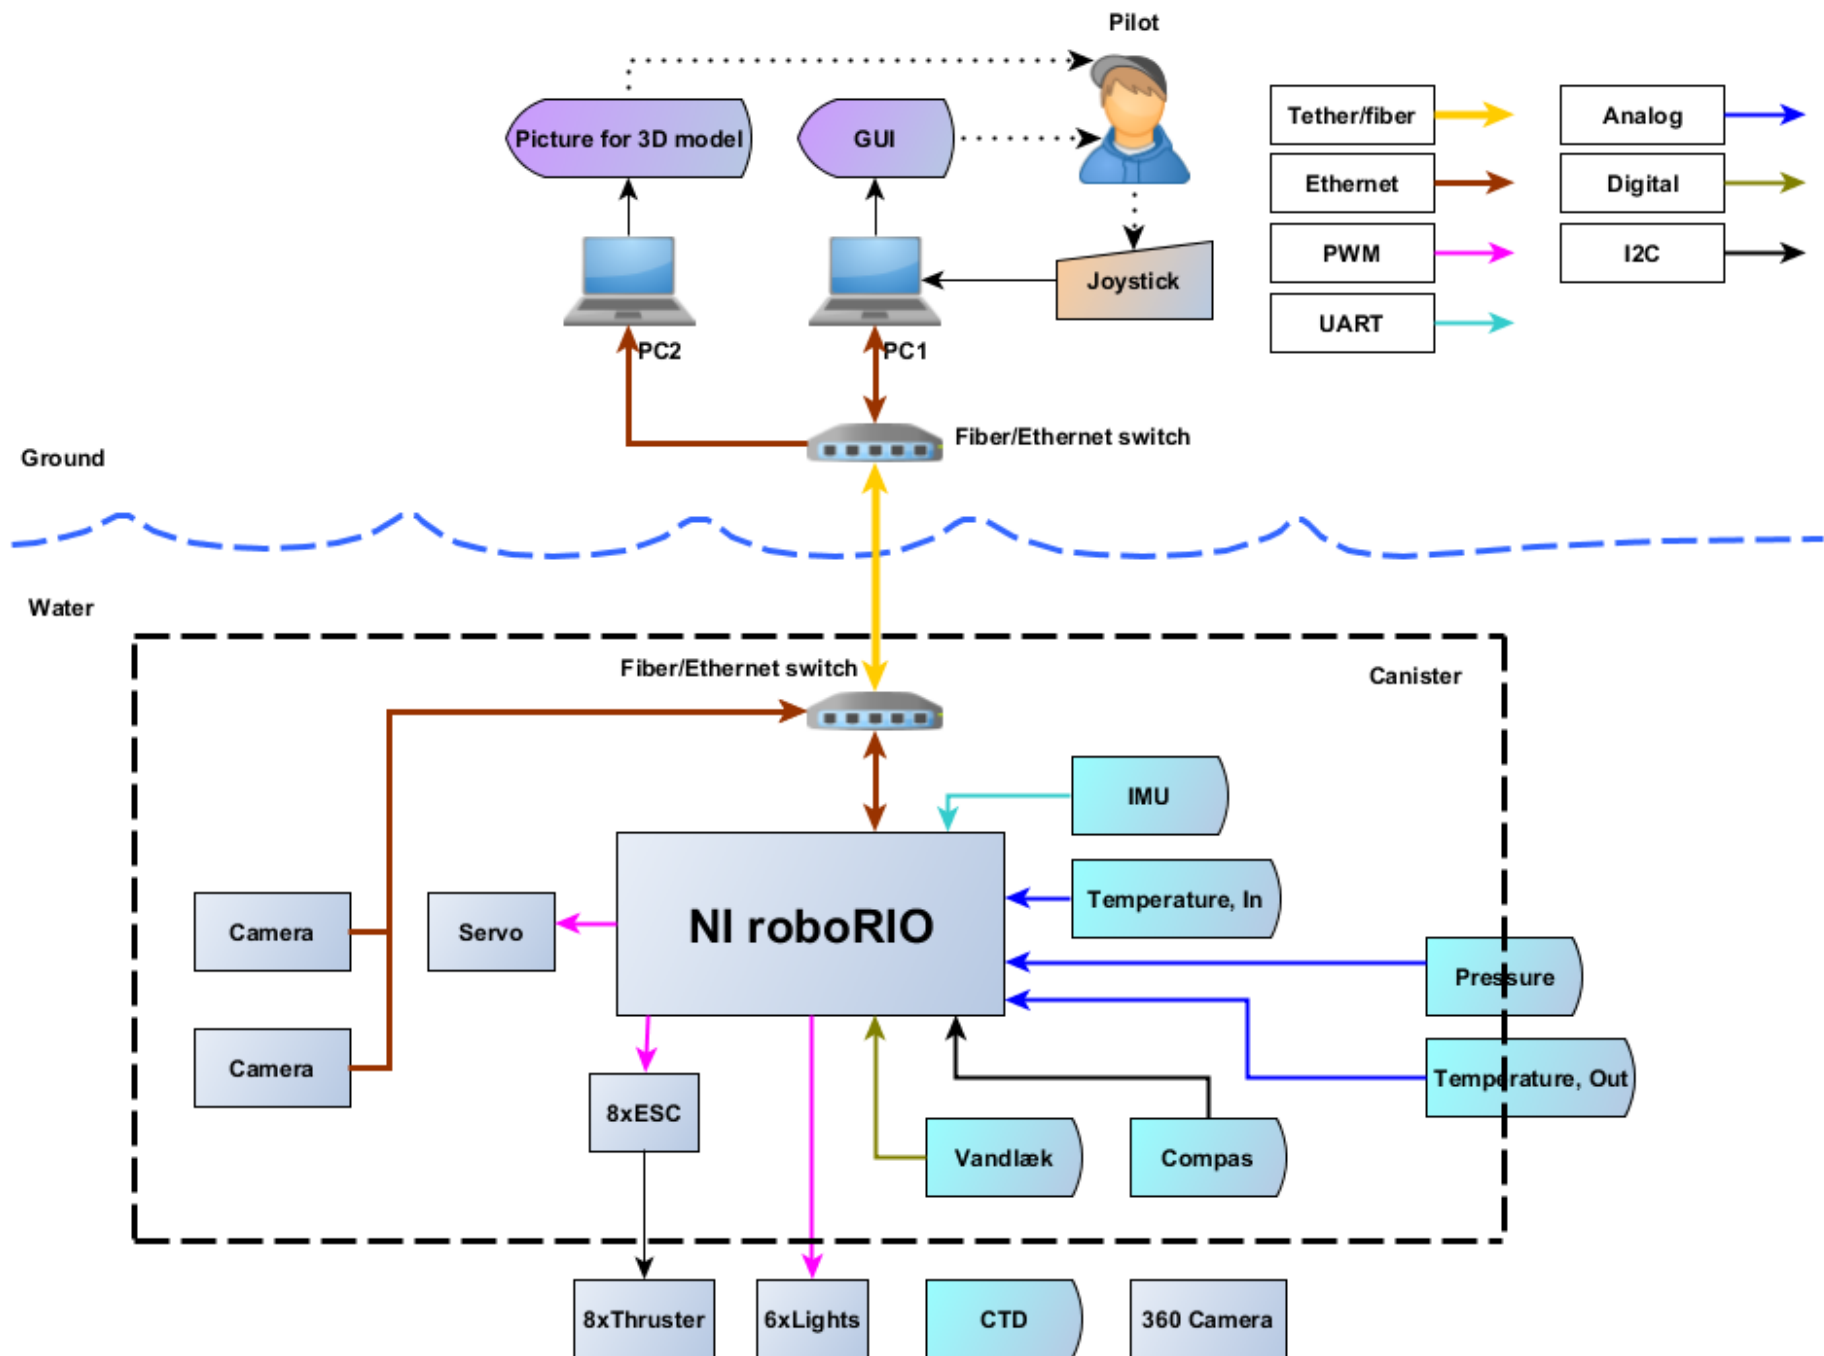 Pilot
Picture for 3D model
GUI
Tether/fiber
Analog
Ethernet
Digital
PWM
I2C
UART
Joystick
PC2
PC1
Fiber/Ethernet switch
Ground
Water
Fiber/Ethernet switch
Canister
IMU
NI roboRIO
Temperature, In
Camera
Servo
Pressure
Camera
Temperature, Out
8xESC
Vandlæk
Compas
8xThruster
6xLights
CTD
360 Camera